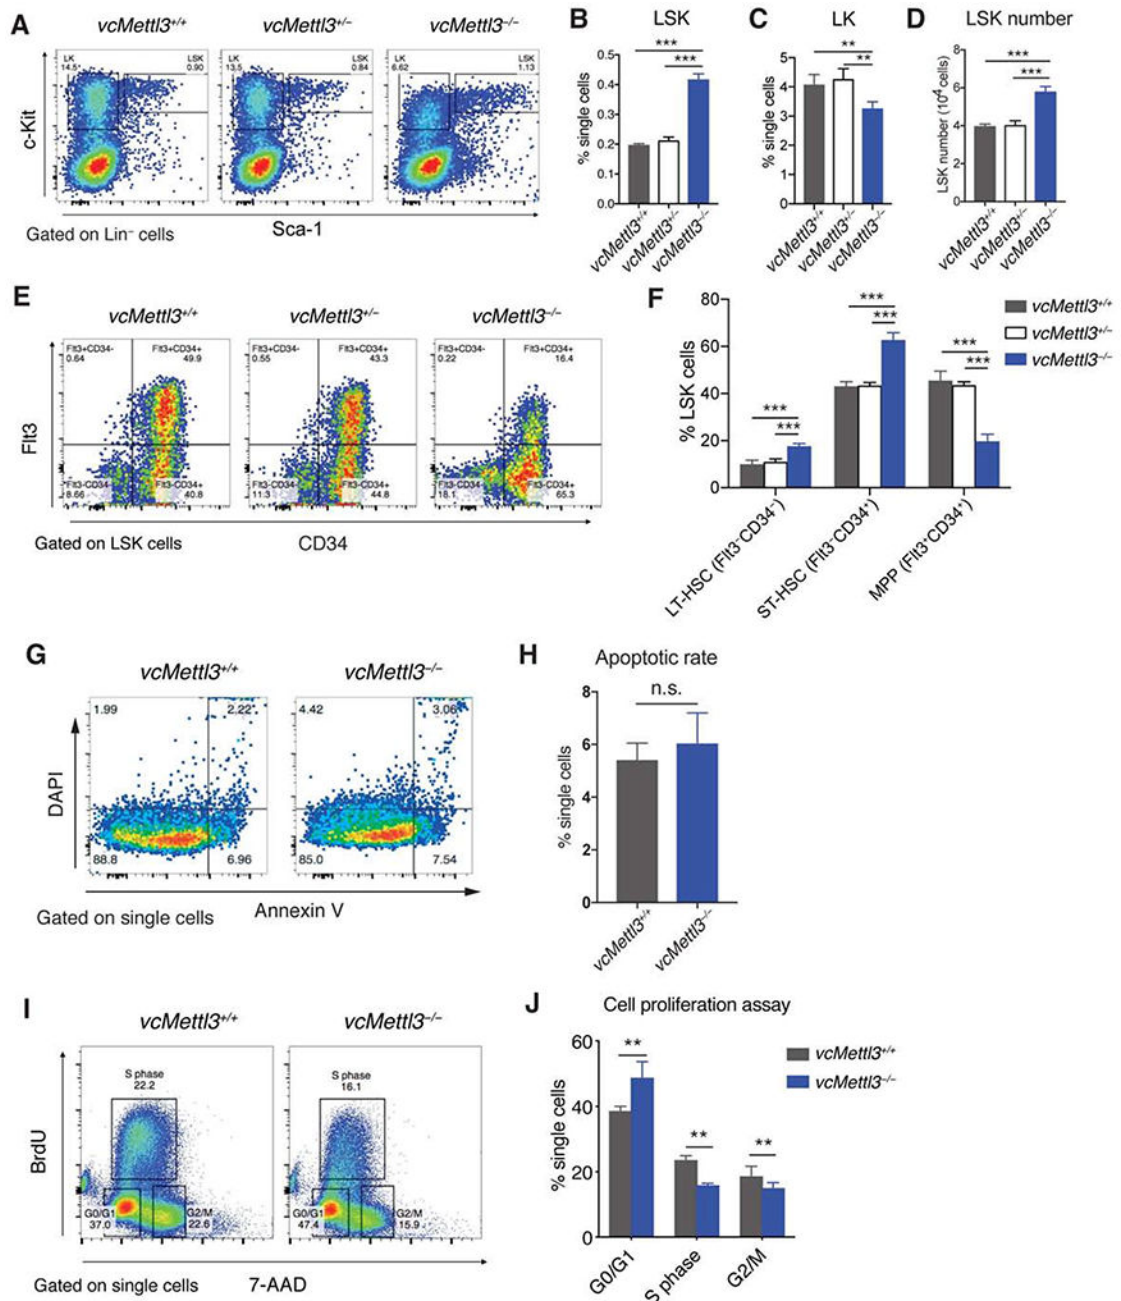 A
vcMettl3+/+
vcMettl3+/–
vcMettl3–/–
LK
14.5
LSK
0.90
LK
13.5
LSK
0.84
LK
6.62
LSK
1.13
c-Kit
Sca-1
Gated on Lin– cells
B
LSK
***
***
0.5
0.4
0.3
0.2
0.1
0.0
% single cells
vcMettl3+/+
vcMettl3+/–
vcMettl3–/–
C
LK
**
**
5
4
3
2
1
0
% single cells
vcMettl3+/+
vcMettl3+/–
vcMettl3–/–
D
LSK number
***
***
8
6
4
2
0
LSK number (10^4 cells)
vcMettl3+/+
vcMettl3+/–
vcMettl3–/–
E
vcMettl3+/+
vcMettl3+/–
vcMettl3–/–
Flt3+CD34-
0.64
Flt3+CD34+
49.9
Flt3-CD34-
8.66
Flt3-CD34+
40.8
Flt3+CD34-
0.55
Flt3+CD34+
43.3
Flt3-CD34-
11.3
Flt3-CD34+
44.8
Flt3+CD34-
0.22
Flt3+CD34+
16.4
Flt3-CD34-
18.1
Flt3-CD34+
65.3
Flt3
Gated on LSK cells
CD34
F
80
60
40
20
0
% LSK cells
***
***
***
***
***
***
vcMettl3+/+
vcMettl3+/–
vcMettl3–/–
LT-HSC (Flt3–CD34–)
ST-HSC (Flt3–CD34+)
MPP (Flt3+CD34+)
G
vcMettl3+/+
vcMettl3–/–
1.99
2.22
88.8
6.96
4.42
3.06
85.0
7.54
DAPI
Annexin V
Gated on single cells
H
Apoptotic rate
n.s.
8
6
4
2
0
% single cells
vcMettl3+/+
vcMettl3–/–
I
vcMettl3+/+
vcMettl3–/–
S phase
22.2
G0/G1
37.0
G2/M
22.6
S phase
16.1
G0/G1
47.4
G2/M
15.9
BrdU
Gated on single cells
7-AAD
J
Cell proliferation assay
60
40
20
0
% single cells
**
**
**
vcMettl3+/+
vcMettl3–/–
G0/G1
S phase
G2/M